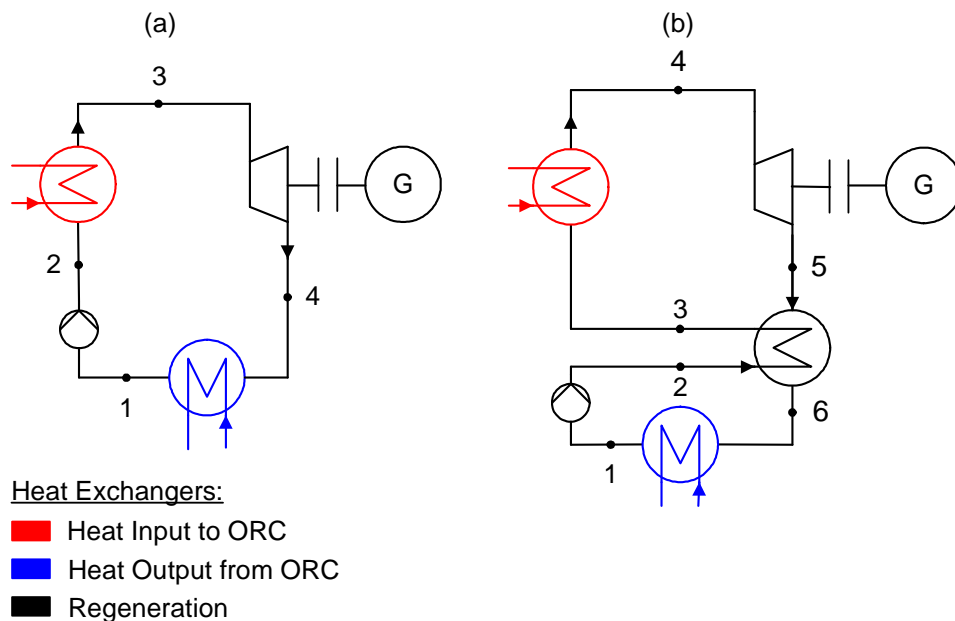 (a)
3
G
2
4
1
(b)
4
G
5
3
2
6
1
Heat Exchangers:
Heat Input to ORC
Heat Output from ORC
Regeneration